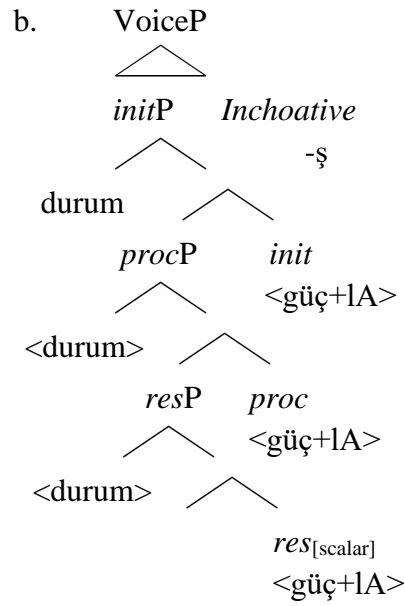 b. VoiceP
initP Inchoative
-ş
durum
procP init
<güç+lA>
<durum>
resP proc
<güç+lA>
<durum>
res[scalar]
<güç+lA>